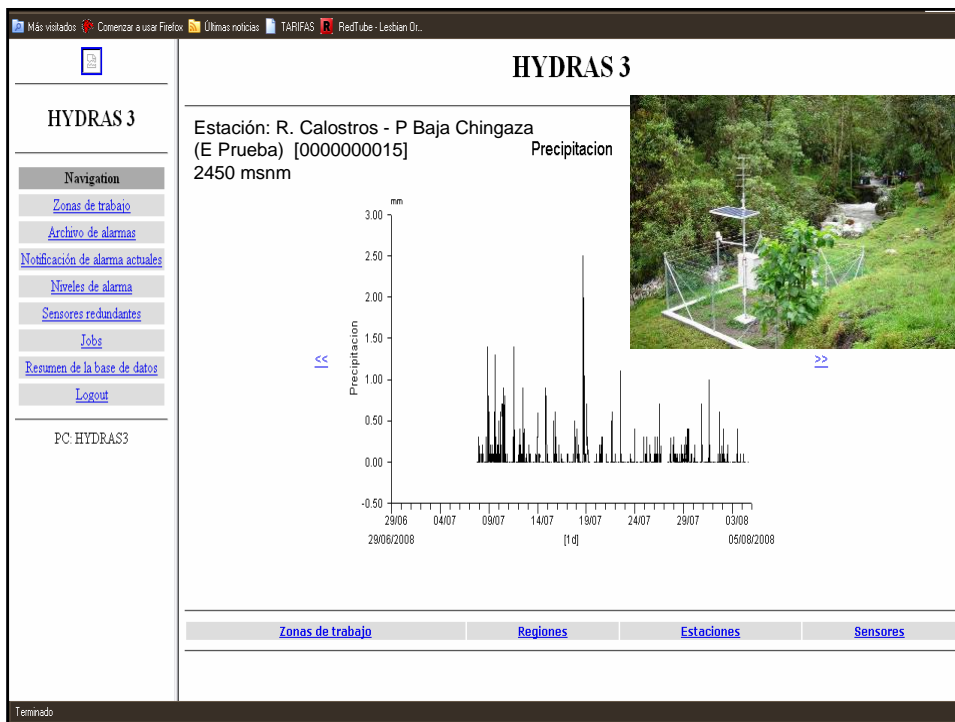 Más visitados Comenzar a usar Firefox Últimas noticias TARIFAS RedTube - Lesbian Or...
HYDRAS 3
Navigation
Zonas de trabajo
Archivo de alarmas
Notificación de alarma actuales
Niveles de alarma
Sensores redundantes
Jobs
Resumen de la base de datos
Logout
PC: HYDRAS3
HYDRAS 3
Estación: R. Calostros - P Baja Chingaza
(E Prueba) [0000000015]
2450 msnm
Precipitacion
mm
3.00
2.50
2.00
1.50
1.00
0.50
0.00
-0.50
Precipitacion
<<
>>
29/06 04/07 09/07 14/07 19/07 24/07 29/07 03/08
29/06/2008 [1d] 05/08/2008
Zonas de trabajo Regiones Estaciones Sensores
Terminado